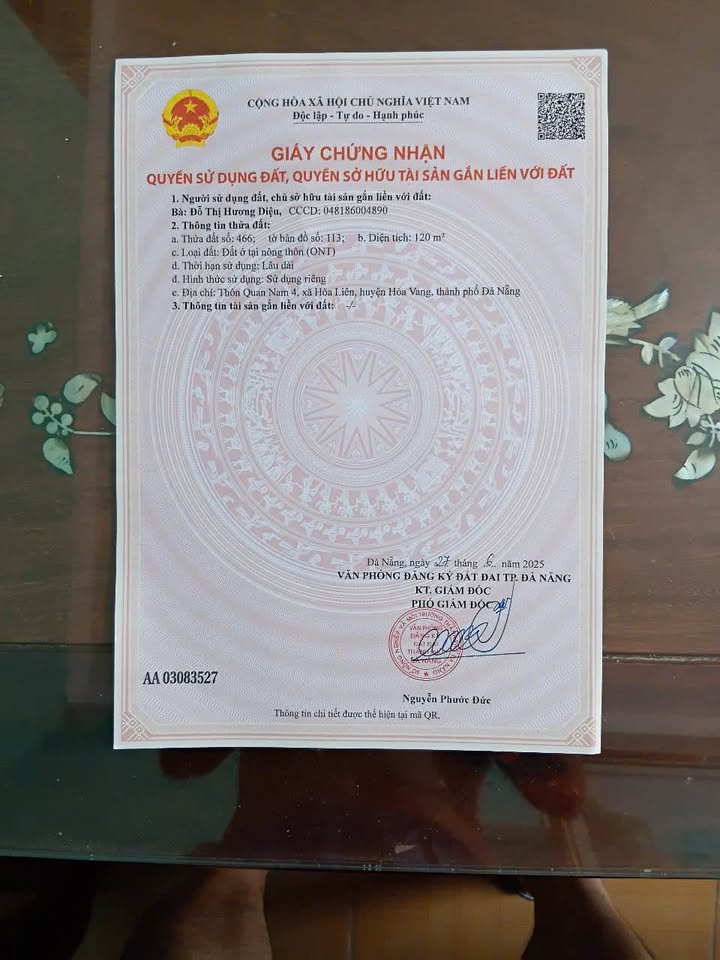 CỘNG HÒA XÃ HỘI CHỦ NGHĨA VIỆT NAM
Độc lập - Tự do - Hạnh phúc
GIẤY CHỨNG NHẬN
QUYỀN SỬ DỤNG ĐẤT, QUYỀN SỞ HỮU TÀI SẢN GẮN LIỀN VỚI ĐẤT
1. Người sử dụng đất, chủ sở hữu tài sản gắn liền với đất:
Bà: Đỗ Thị Hương Diệu, CCCD: 048186004890
2. Thông tin thửa đất:
a. Thửa đất số: 466; tờ bản đồ số: 113; b. Diện tích: 120 m²
c. Loại đất: Đất ở tại nông thôn (ONT)
d. Thời hạn sử dụng: Lâu dài
đ. Hình thức sử dụng: Sử dụng riêng
e. Địa chỉ: Thôn Quan Nam 4, xã Hòa Liên, huyện Hòa Vang, thành phố Đà Nẵng
3. Thông tin tài sản gắn liền với đất: -/-
Đà Nẵng, ngày 27 tháng 6 năm 2025
VĂN PHÒNG ĐĂNG KÝ ĐẤT ĐAI TP. ĐÀ NẴNG
KT. GIÁM ĐỐC
PHÓ GIÁM ĐỐC
VĂN PHÒNG
ĐĂNG KÝ
ĐẤT ĐAI
ĐÀ NẴNG
AA 03083527
Nguyễn Phước Đức
Thông tin chi tiết được thể hiện tại mã QR.